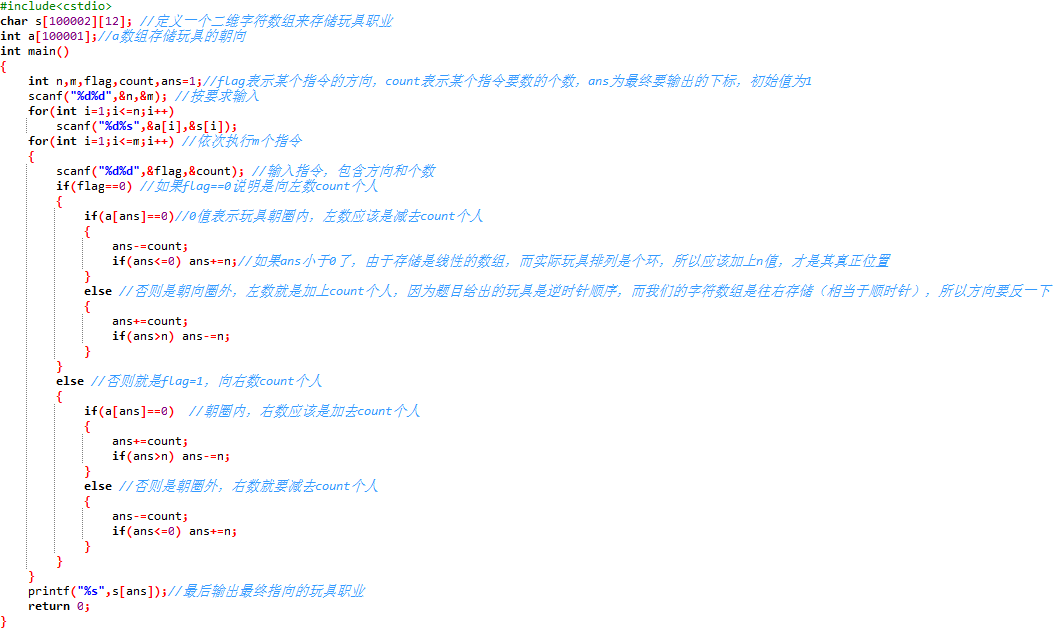 #include<cstdio>
char s[100002][12]; //定义一个二维字符数组来存储玩具职业
int a[100001];//a数组存储玩具的朝向
int main()
{
    int n,m,flag,count,ans=1;//flag表示某个指令的方向，count表示某个指令要数的个数，ans为最终要输出的下标，初始值为1
    scanf("%d%d",&n,&m); //按要求输入
    for(int i=1;i<=n;i++)
        scanf("%d%s",&a[i],&s[i]);
    for(int i=1;i<=m;i++) //依次执行m个指令
    {
        scanf("%d%d",&flag,&count); //输入指令，包含方向和个数
        if(flag==0) //如果flag==0说明是向左数count个人
        {
            if(a[ans]==0)//0值表示玩具朝圈内，左数应该是减去count个人
            {
                ans-=count;
                if(ans<=0) ans+=n;//如果ans小于0了，由于存储是线性的数组，而实际玩具排列是个环，所以应该加上n值，才是其真正位置
            }
            else //否则是朝向圈外，左数就是加上count个人，因为题目给出的玩具是逆时针顺序，而我们的字符数组是往右存储（相当于顺时针），所以方向要反一下
            {
                ans+=count;
                if(ans>n) ans-=n;
            }
        }
        else //否则就是flag=1，向右数count个人
        {
            if(a[ans]==0)  //朝圈内，右数应该是加去count个人
            {
                ans+=count;
                if(ans>n) ans-=n;
            }
            else //否则是朝圈外，右数就要减去count个人
            {
                ans-=count;
                if(ans<=0) ans+=n;
            }
        }
    }
    printf("%s",s[ans]);//最后输出最终指向的玩具职业
    return 0;
}